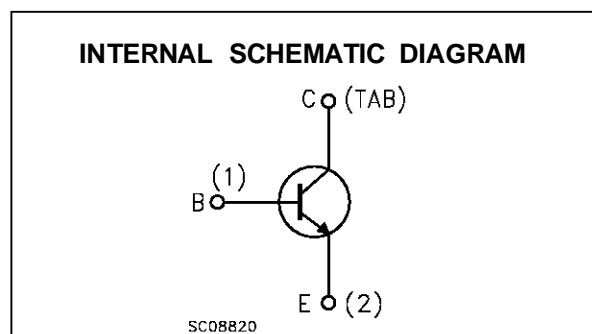 INTERNAL SCHEMATIC DIAGRAM
C (TAB)
(1)
B
E (2)
SC08820